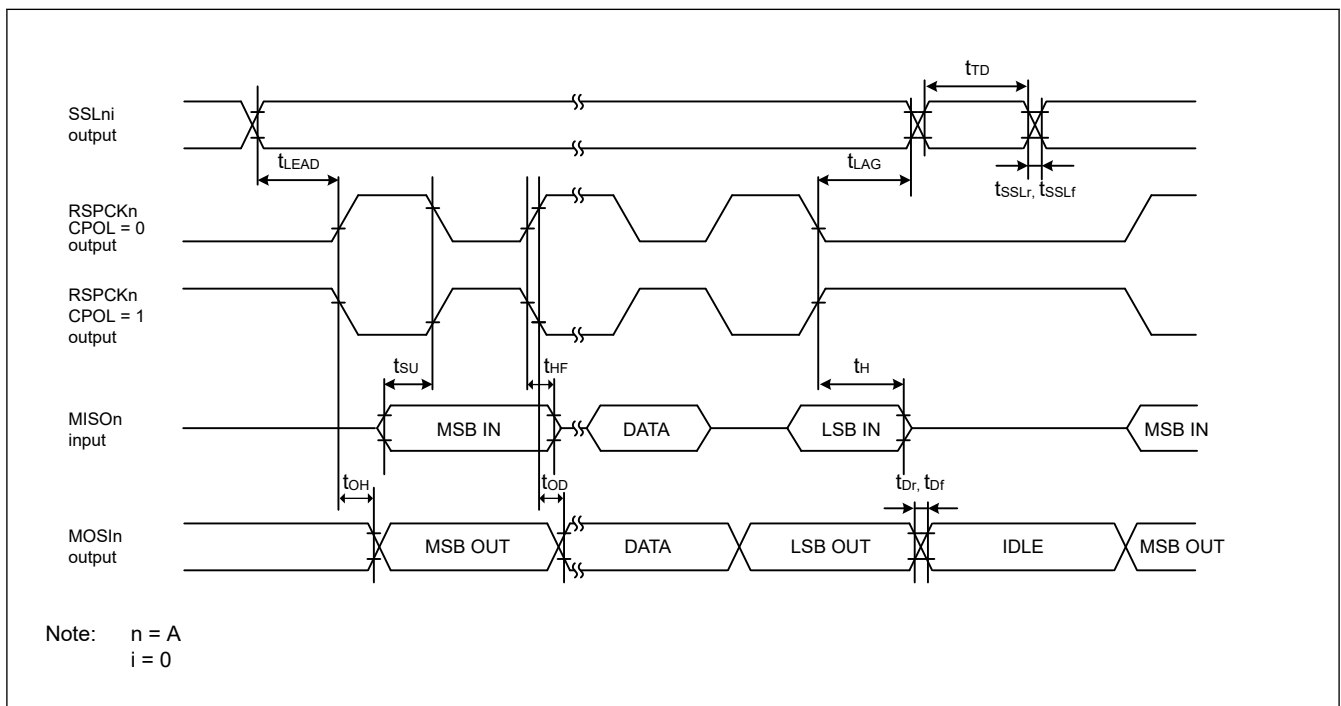 tTD
SSLni
output
tLEAD
tLAG
tSSLr, tSSLf
RSPCKn
CPOL = 0
output
RSPCKn
CPOL = 1
output
tSU
tHF
tH
MISOn
input
MSB IN
DATA
LSB IN
MSB IN
tOH
tOD
tDr, tDf
MOSIn
output
MSB OUT
DATA
LSB OUT
IDLE
MSB OUT
Note: n = A
i = 0